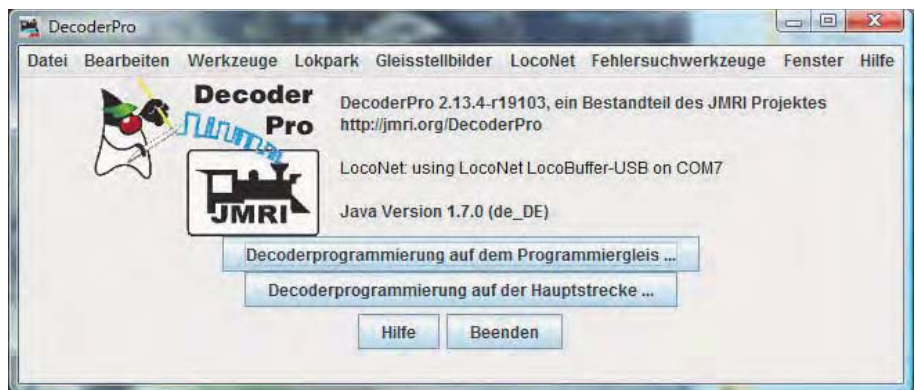 DecoderPro
Datei Bearbeiten Werkzeuge Lokpark Gleisstellbilder LocoNet Fehlersuchwerkzeuge Fenster Hilfe
Decoder
Pro
JMRI
DecoderPro 2.13.4-r19103, ein Bestandteil des JMRI Projektes
http://jmri.org/DecoderPro
LocoNet: using LocoNet LocoBuffer-USB on COM7
Java Version 1.7.0 (de_DE)
Decoderprogrammierung auf dem Programmiergleis ...
Decoderprogrammierung auf der Hauptstrecke ...
Hilfe Beenden